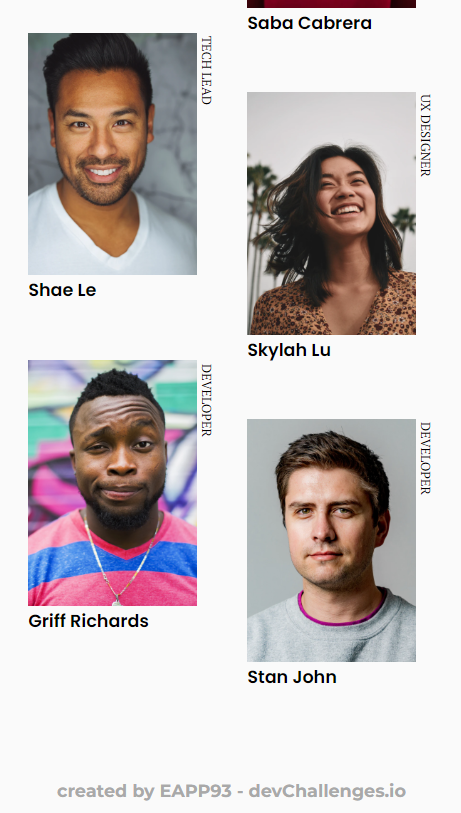 Saba Cabrera
TECH LEAD
Shae Le
UX DESIGNER
Skylah Lu
DEVELOPER
Griff Richards
DEVELOPER
Stan John
created by EAPP93 - devChallenges.io